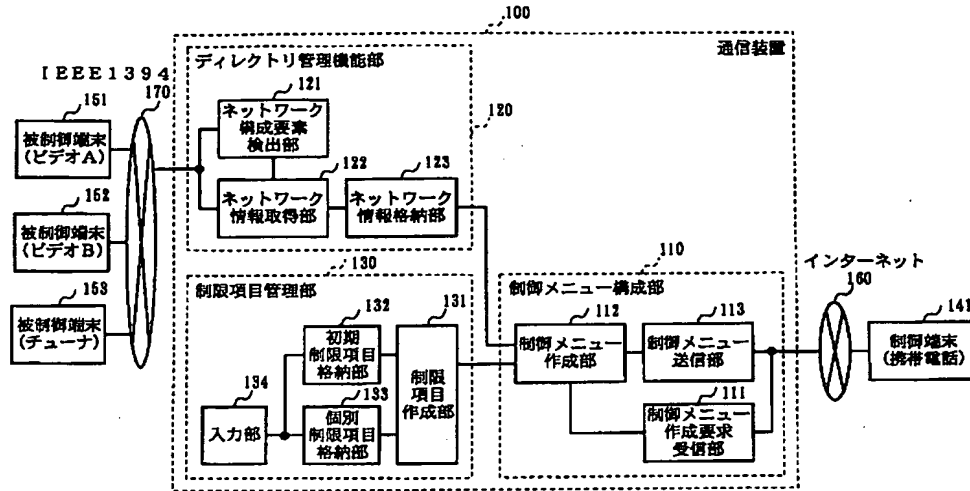 100
通信装置
ＩＥＥＥ１３９４
170
151
被制御端末
(ビデオA)
152
被制御端末
(ビデオB)
153
被制御端末
(チューナ)
ディレクトリ管理機能部
120
121
ネットワーク
構成要素
検出部
122
ネットワーク
情報取得部
123
ネットワーク
情報格納部
130
制限項目管理部
132
初期
制限項目
格納部
131
制限
項目
作成部
134
入力部
133
個別
制限項目
格納部
110
制御メニュー構成部
112
制御メニュー
作成部
113
制御メニュー
送信部
111
制御メニュー
作成要求
受信部
インターネット
160
141
制御端末
(携帯電話)